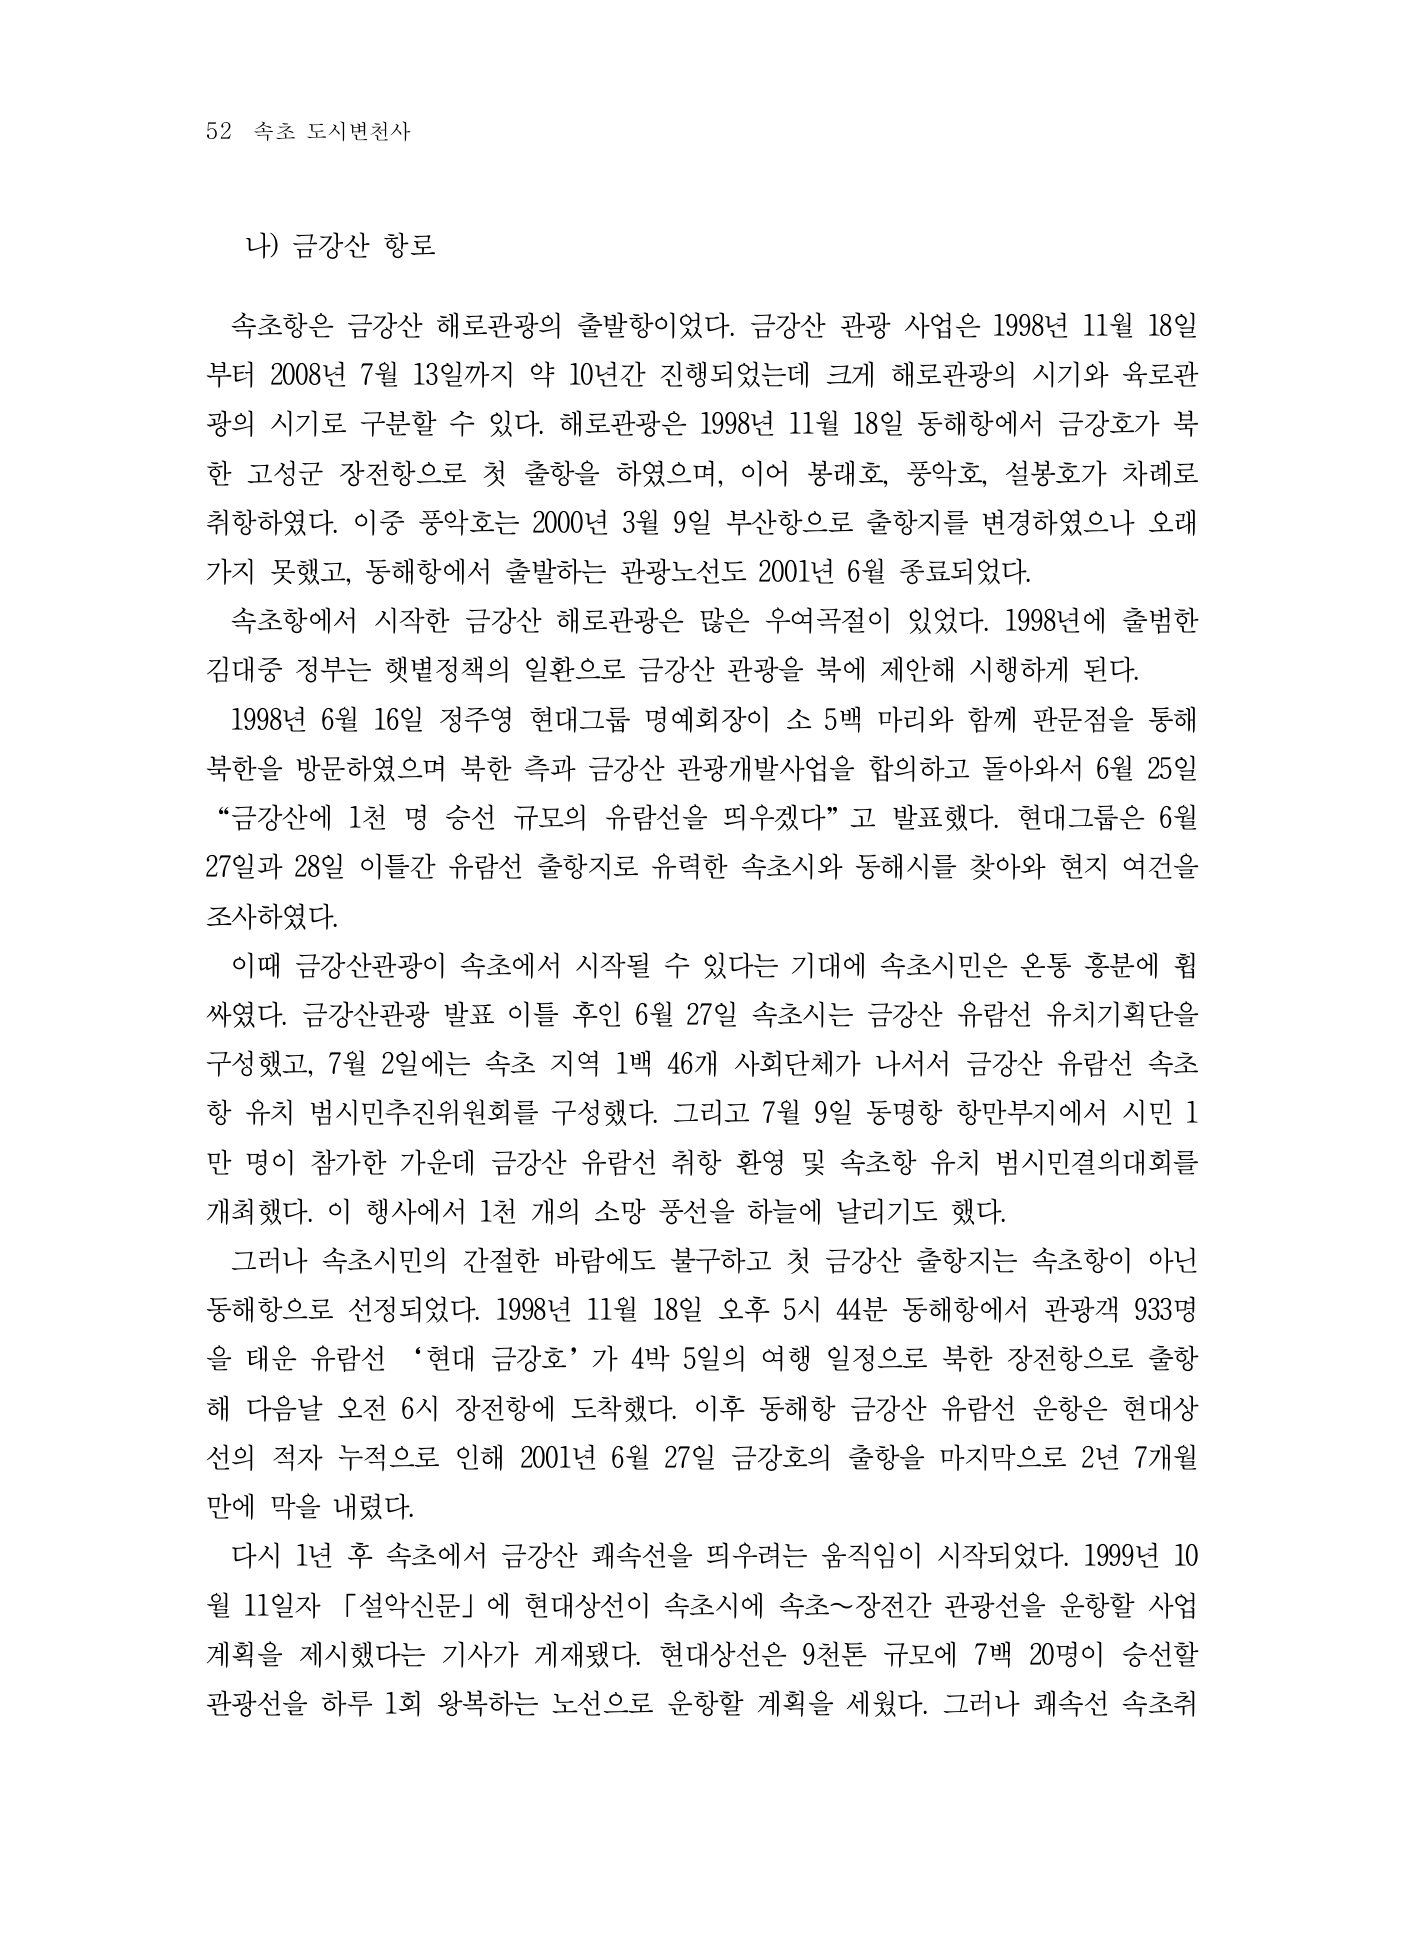 52 속초 도시변천사
나) 금강산 항로
속초항은 금강산 해로관광의 출발항이었다. 금강산 관광 사업은 1998년 11월 18일
부터 2008년 7월 13일까지 약 10년간 진행되었는데 크게 해로관광의 시기와 육로관
광의 시기로 구분할 수 있다. 해로관광은 1998년 11월 18일 동해항에서 금강호가 북
한 고성군 장전항으로 첫 출항을 하였으며, 이어 봉래호, 풍악호, 설봉호가 차례로
취항하였다. 이중 풍악호는 2000년 3월 9일 부산항으로 출항지를 변경하였으나 오래
가지 못했고, 동해항에서 출발하는 관광노선도 2001년 6월 종료되었다.
속초항에서 시작한 금강산 해로관광은 많은 우여곡절이 있었다. 1998년에 출범한
김대중 정부는 햇볕정책의 일환으로 금강산 관광을 북에 제안해 시행하게 된다.
1998년 6월 16일 정주영 현대그룹 명예회장이 소 5백 마리와 함께 판문점을 통해
북한을 방문하였으며 북한 측과 금강산 관광개발사업을 합의하고 돌아와서 6월 25일
“금강산에 1천 명 승선 규모의 유람선을 띄우겠다”고 발표했다. 현대그룹은 6월
27일과 28일 이틀간 유람선 출항지로 유력한 속초시와 동해시를 찾아와 현지 여건을
조사하였다.
이때 금강산관광이 속초에서 시작될 수 있다는 기대에 속초시민은 온통 흥분에 휩
싸였다. 금강산관광 발표 이틀 후인 6월 27일 속초시는 금강산 유람선 유치기획단을
구성했고, 7월 2일에는 속초 지역 1백 46개 사회단체가 나서서 금강산 유람선 속초
항 유치 범시민추진위원회를 구성했다. 그리고 7월 9일 동명항 항만부지에서 시민 1
만 명이 참가한 가운데 금강산 유람선 취항 환영 및 속초항 유치 범시민결의대회를
개최했다. 이 행사에서 1천 개의 소망 풍선을 하늘에 날리기도 했다.
그러나 속초시민의 간절한 바람에도 불구하고 첫 금강산 출항지는 속초항이 아닌
동해항으로 선정되었다. 1998년 11월 18일 오후 5시 44분 동해항에서 관광객 933명
을 태운 유람선 ‘현대 금강호’가 4박 5일의 여행 일정으로 북한 장전항으로 출항
해 다음날 오전 6시 장전항에 도착했다. 이후 동해항 금강산 유람선 운항은 현대상
선의 적자 누적으로 인해 2001년 6월 27일 금강호의 출항을 마지막으로 2년 7개월
만에 막을 내렸다.
다시 1년 후 속초에서 금강산 쾌속선을 띄우려는 움직임이 시작되었다. 1999년 10
월 11일자 「설악신문」에 현대상선이 속초시에 속초～장전간 관광선을 운항할 사업
계획을 제시했다는 기사가 게재됐다. 현대상선은 9천톤 규모에 7백 20명이 승선할
관광선을 하루 1회 왕복하는 노선으로 운항할 계획을 세웠다. 그러나 쾌속선 속초취